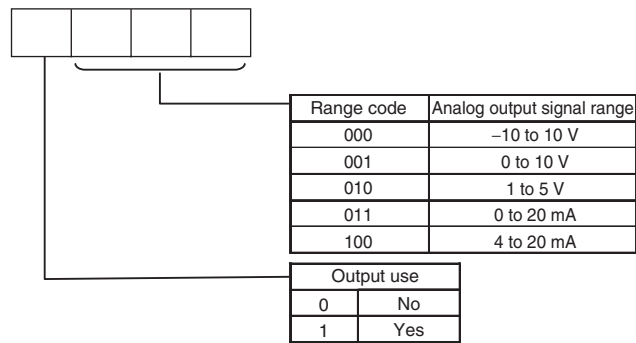 Range code Analog output signal range
000 –10 to 10 V
001 0 to 10 V
010 1 to 5 V
011 0 to 20 mA
100 4 to 20 mA
Output use
0 No
1 Yes